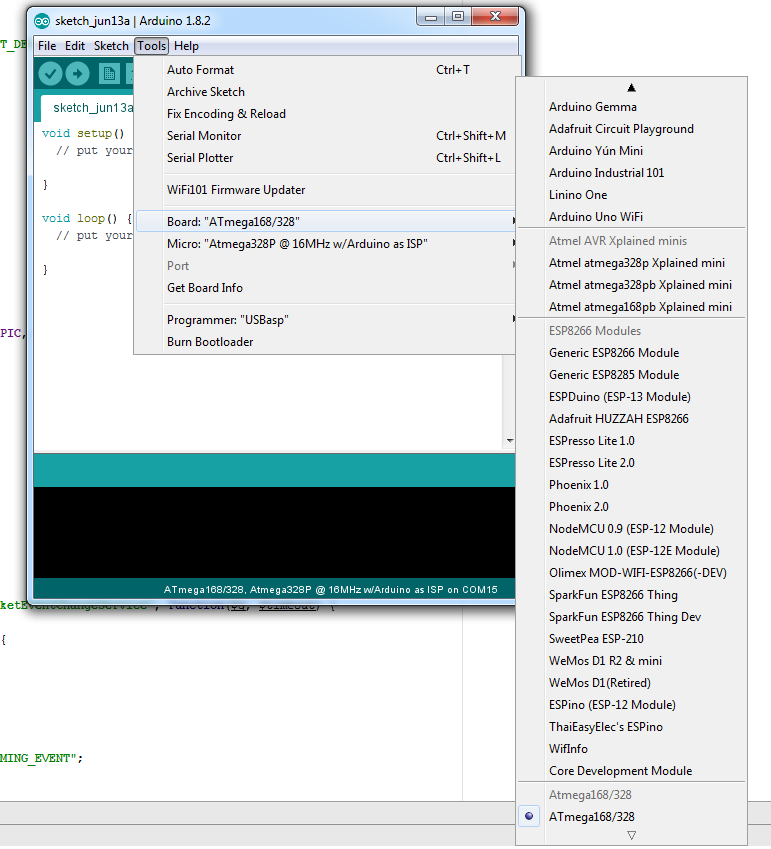 sketch_jun13a | Arduino 1.8.2
File Edit Sketch Tools Help
T_DE
sketch_jun13a
void setup()
// put your
}
void loop() {
// put your
}
Auto Format Ctrl+T
Archive Sketch
Fix Encoding & Reload
Serial Monitor Ctrl+Shift+M
Serial Plotter Ctrl+Shift+L
WiFi101 Firmware Updater
Board: "ATmega168/328"
Micro: "Atmega328P @ 16MHz w/Arduino as ISP"
Port
Get Board Info
Programmer: "USBasp"
Burn Bootloader
Arduino Gemma
Adafruit Circuit Playground
Arduino Yún Mini
Arduino Industrial 101
Linino One
Arduino Uno WiFi
Atmel AVR Xplained minis
Atmel atmega328p Xplained mini
Atmel atmega328pb Xplained mini
Atmel atmega168pb Xplained mini
ESP8266 Modules
Generic ESP8266 Module
Generic ESP8285 Module
ESPDuino (ESP-13 Module)
Adafruit HUZZAH ESP8266
ESPresso Lite 1.0
ESPresso Lite 2.0
Phoenix 1.0
Phoenix 2.0
NodeMCU 0.9 (ESP-12 Module)
NodeMCU 1.0 (ESP-12E Module)
Olimex MOD-WIFI-ESP8266(-DEV)
SparkFun ESP8266 Thing
SparkFun ESP8266 Thing Dev
SweetPea ESP-210
WeMos D1 R2 & mini
WeMos D1(Retired)
ESPino (ESP-12 Module)
ThaiEasyElec's ESPino
WifInfo
Core Development Module
Atmega168/328
ATmega168/328
PIC,
ATmega168/328, Atmega328P @ 16MHz w/Arduino as ISP on COM15
{
MING_EVENT";